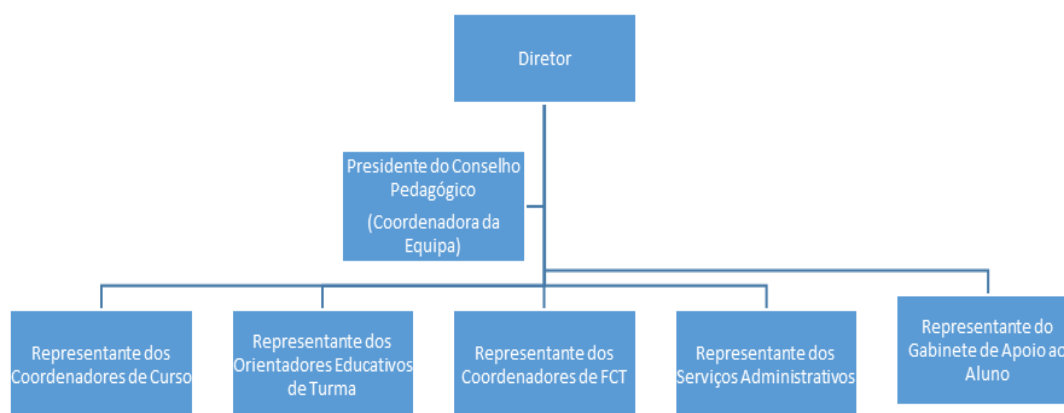 Diretor
Presidente do Conselho
Pedagógico
(Coordenadora da
Equipa)
Representante dos
Coordenadores de Curso
Representante dos
Orientadores Educativos
de Turma
Representante dos
Coordenadores de FCT
Representante dos
Serviços Administrativos
Representante do
Gabinete de Apoio ao
Aluno